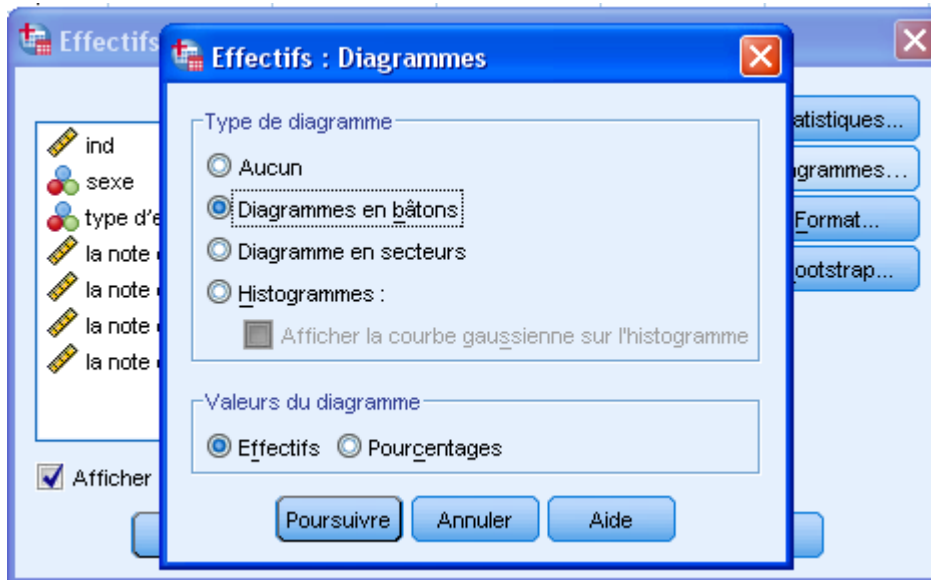 Effectifs
Effectifs : Diagrammes
ind
sexe
type d'e
la note
la note
la note
la note
Afficher
Type de diagramme
Aucun
Diagrammes en bâtons
Diagramme en secteurs
Histogrammes :
Afficher la courbe gaussienne sur l'histogramme
Valeurs du diagramme
Effectifs
Pourcentages
Poursuivre
Annuler
Aide
atistiques...
grammes...
Format...
ootstrap...